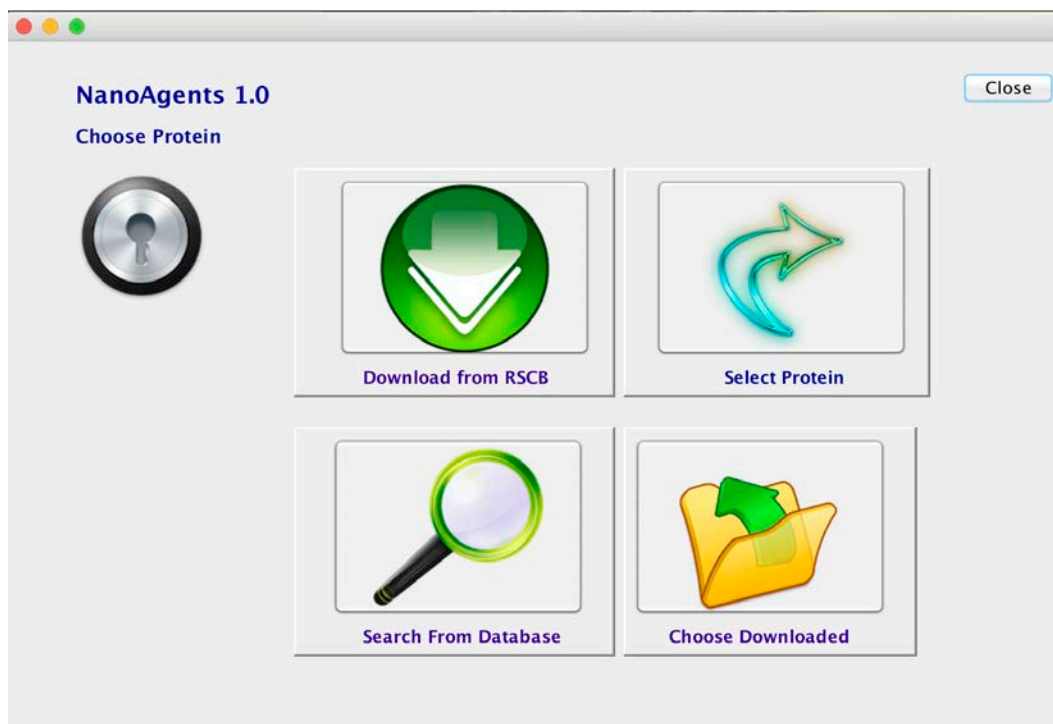 NanoAgents 1.0
Close
Choose Protein
Download from RSCB
Select Protein
Search From Database
Choose Downloaded